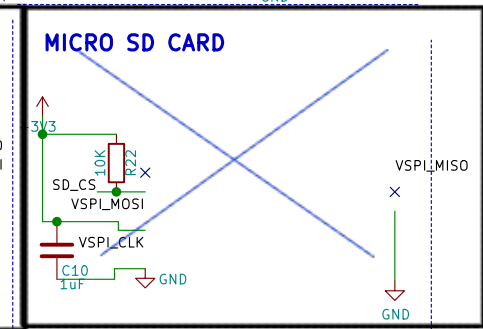 MICRO SD CARD
3V3
10K
R22
SD_CS
VSPI_MOSI
VSPI_CLK
C10
1uF
GND
VSPI_MISO
GND